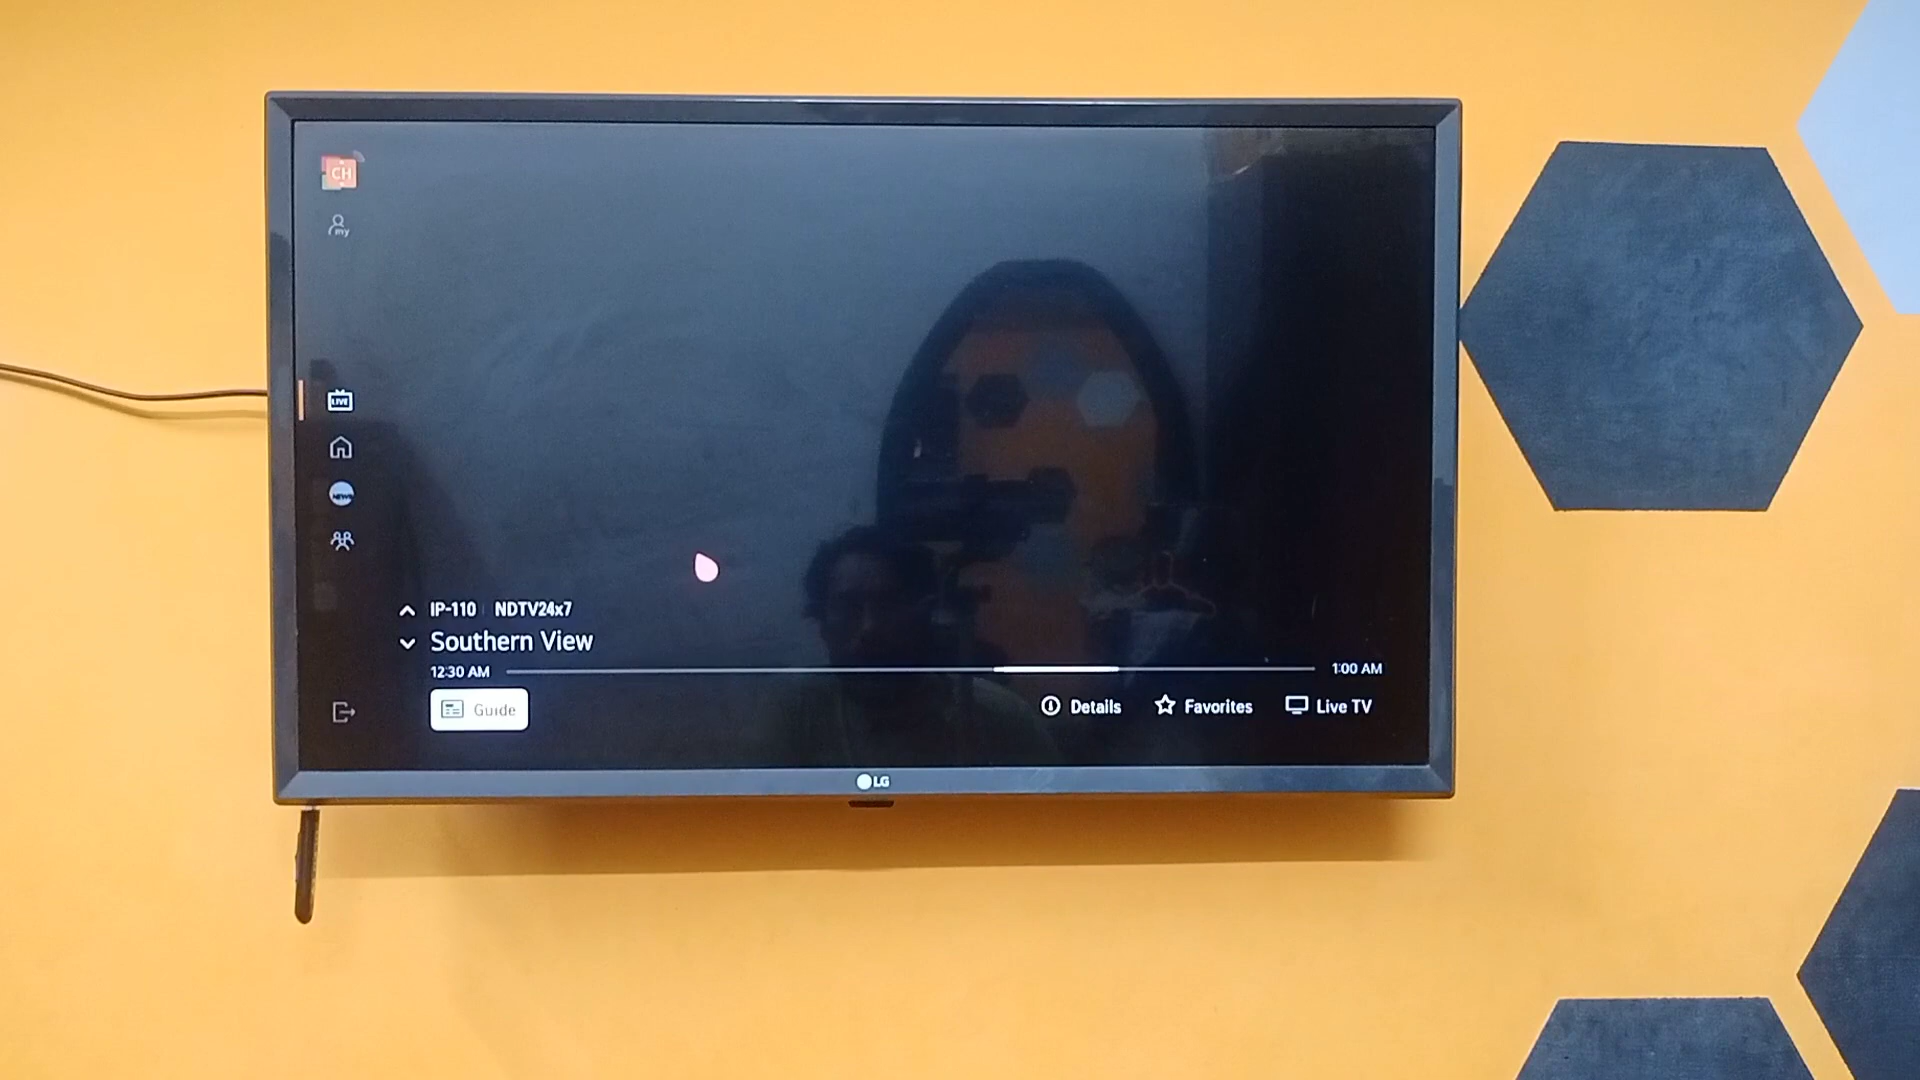 CH
my
LIVE
NEWS
IP-110 NDTV24x7
Southern View
12:30 AM 1:00 AM
Guide Details Favorites Live TV
LG